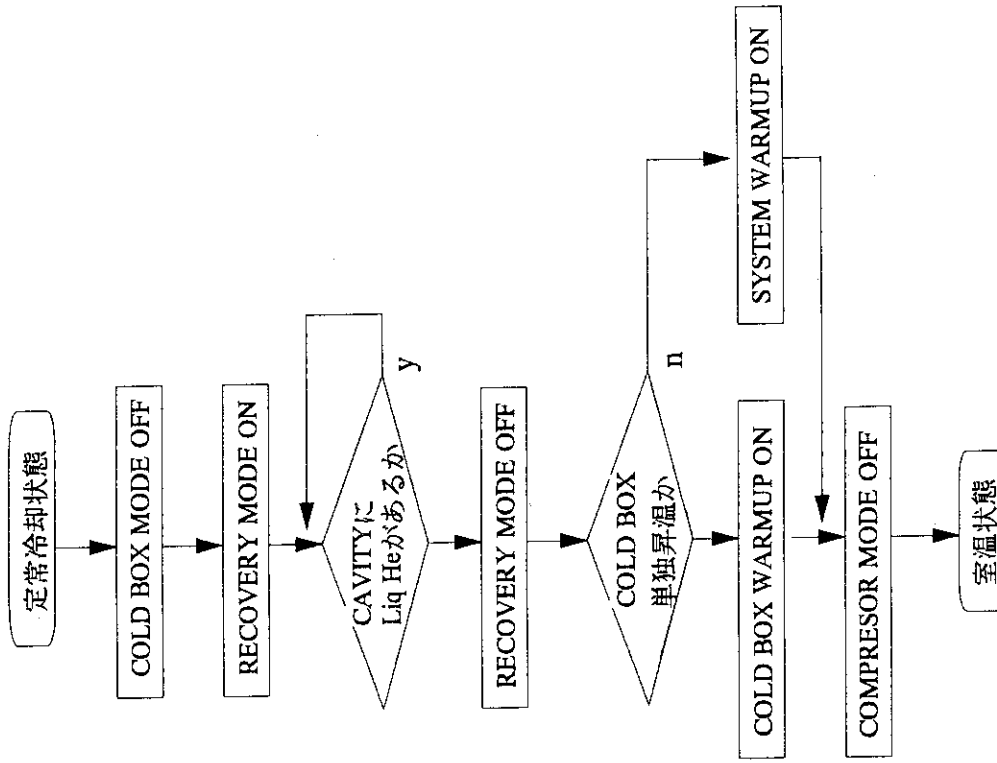 定常冷却状態
COLD BOX MODE OFF
RECOVERY MODE ON
CAVITYに
Liq Heがあるか
y
RECOVERY MODE OFF
COLD BOX
単独昇温か
n
COLD BOX WARMUP ON
SYSTEM WARMUP ON
COMPRESOR MODE OFF
室温状態